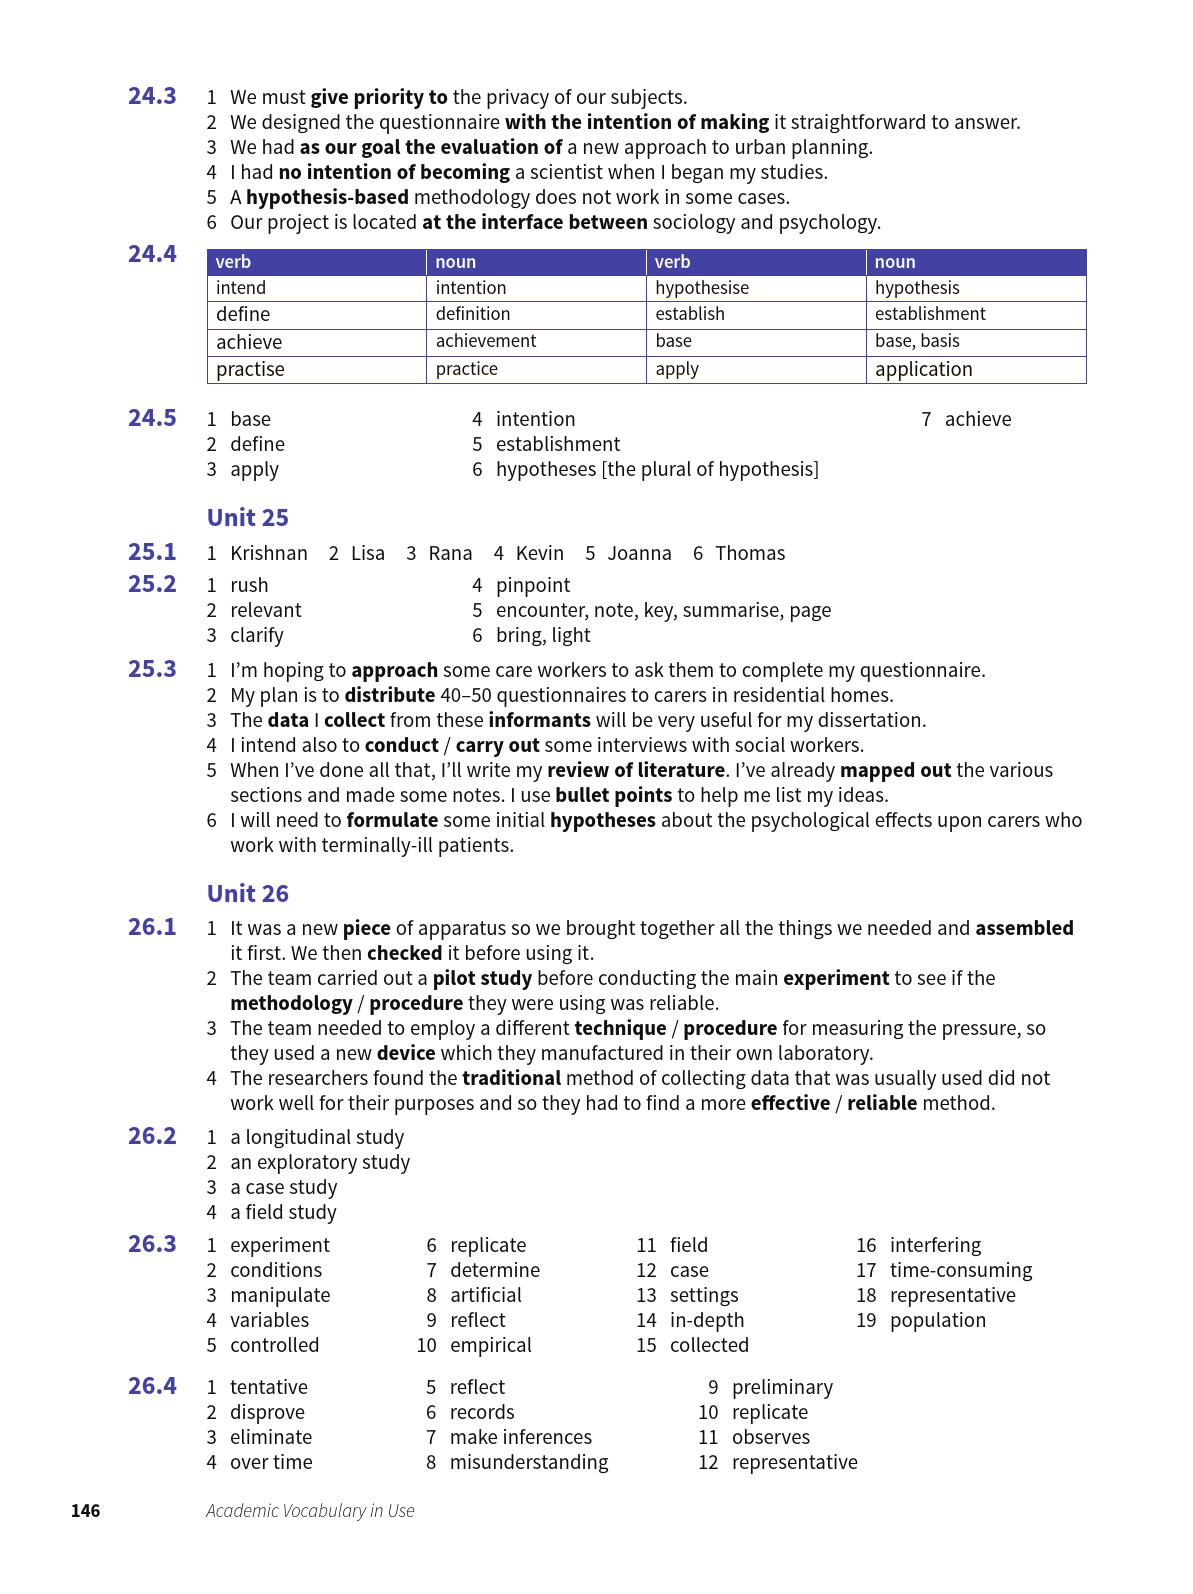 24.3 1 We must give priority to the privacy of our subjects.
2 We designed the questionnaire with the intention of making it straightforward to answer.
3 We had as our goal the evaluation of a new approach to urban planning.
4 I had no intention of becoming a scientist when I began my studies.
5 A hypothesis-based methodology does not work in some cases.
6 Our project is located at the interface between sociology and psychology.
24.4 verb noun verb noun
intend intention hypothesise hypothesis
define definition establish establishment
achieve achievement base base, basis
practise practice apply application
24.5 1 base 4 intention 7 achieve
2 define 5 establishment
3 apply 6 hypotheses [the plural of hypothesis]
Unit 25
25.1 1 Krishnan 2 Lisa 3 Rana 4 Kevin 5 Joanna 6 Thomas
25.2 1 rush 4 pinpoint
2 relevant 5 encounter, note, key, summarise, page
3 clarify 6 bring, light
25.3 1 I’m hoping to approach some care workers to ask them to complete my questionnaire.
2 My plan is to distribute 40–50 questionnaires to carers in residential homes.
3 The data I collect from these informants will be very useful for my dissertation.
4 I intend also to conduct / carry out some interviews with social workers.
5 When I’ve done all that, I’ll write my review of literature. I’ve already mapped out the various
sections and made some notes. I use bullet points to help me list my ideas.
6 I will need to formulate some initial hypotheses about the psychological effects upon carers who
work with terminally-ill patients.
Unit 26
26.1 1 It was a new piece of apparatus so we brought together all the things we needed and assembled
it first. We then checked it before using it.
2 The team carried out a pilot study before conducting the main experiment to see if the
methodology / procedure they were using was reliable.
3 The team needed to employ a different technique / procedure for measuring the pressure, so
they used a new device which they manufactured in their own laboratory.
4 The researchers found the traditional method of collecting data that was usually used did not
work well for their purposes and so they had to find a more effective / reliable method.
26.2 1 a longitudinal study
2 an exploratory study
3 a case study
4 a field study
26.3 1 experiment 6 replicate 11 field 16 interfering
2 conditions 7 determine 12 case 17 time-consuming
3 manipulate 8 artificial 13 settings 18 representative
4 variables 9 reflect 14 in-depth 19 population
5 controlled 10 empirical 15 collected
26.4 1 tentative 5 reflect 9 preliminary
2 disprove 6 records 10 replicate
3 eliminate 7 make inferences 11 observes
4 over time 8 misunderstanding 12 representative
146 Academic Vocabulary in Use